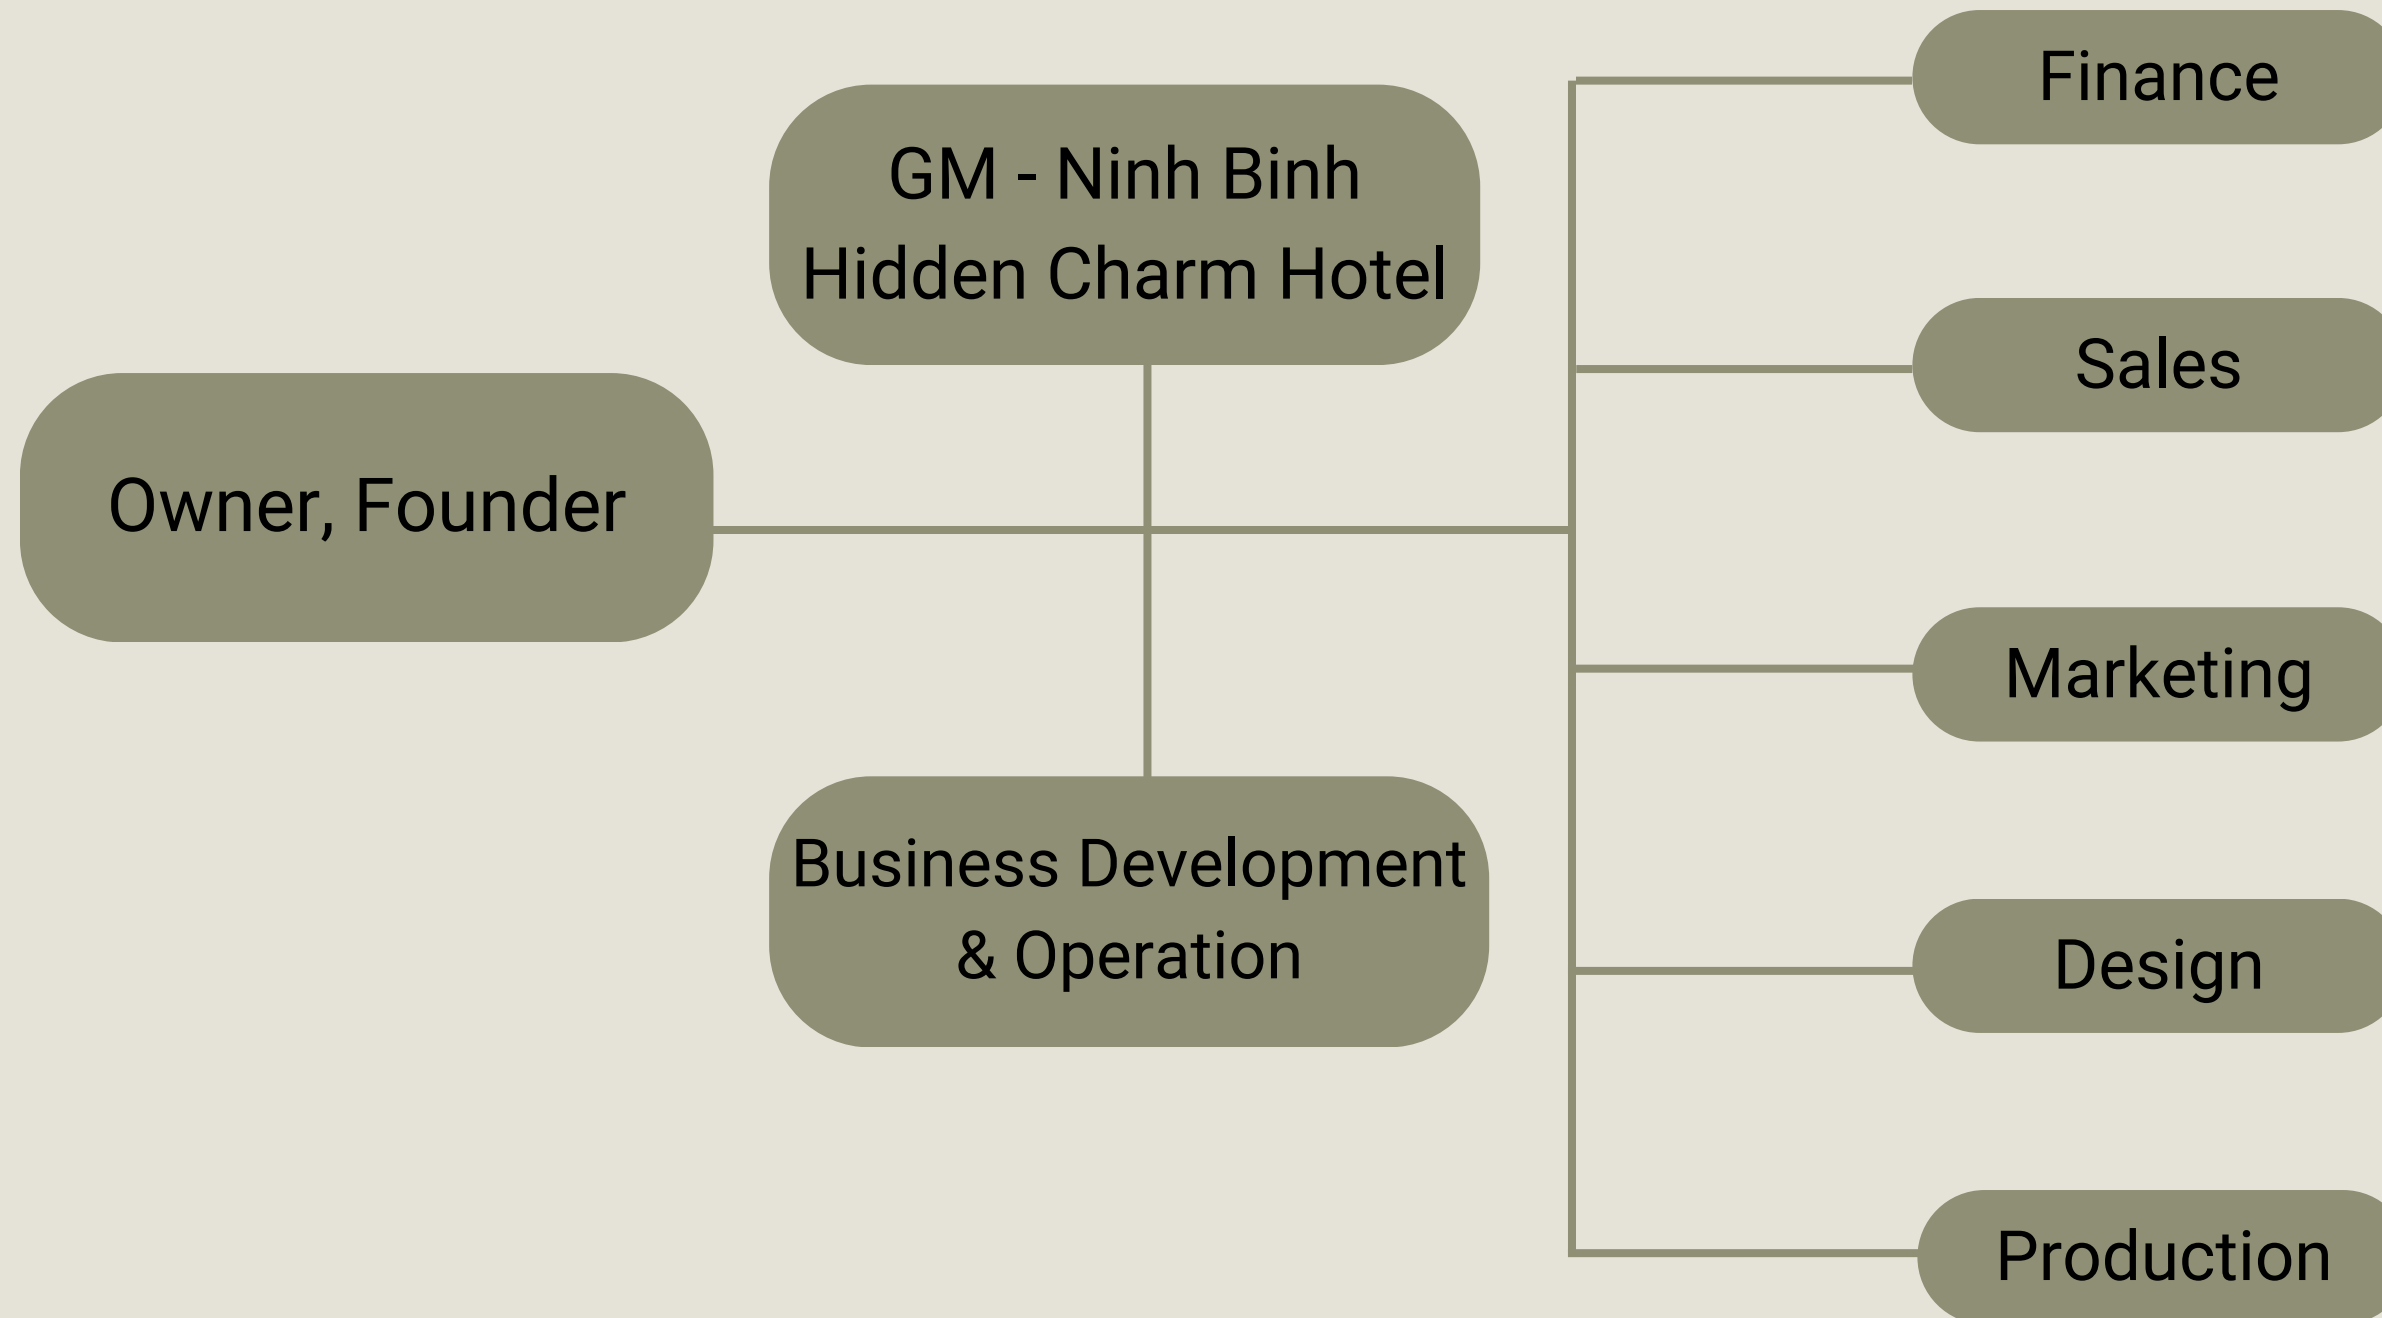 Owner, Founder
GM - Ninh Binh
Hidden Charm Hotel
Business Development
& Operation
Finance
Sales
Marketing
Design
Production